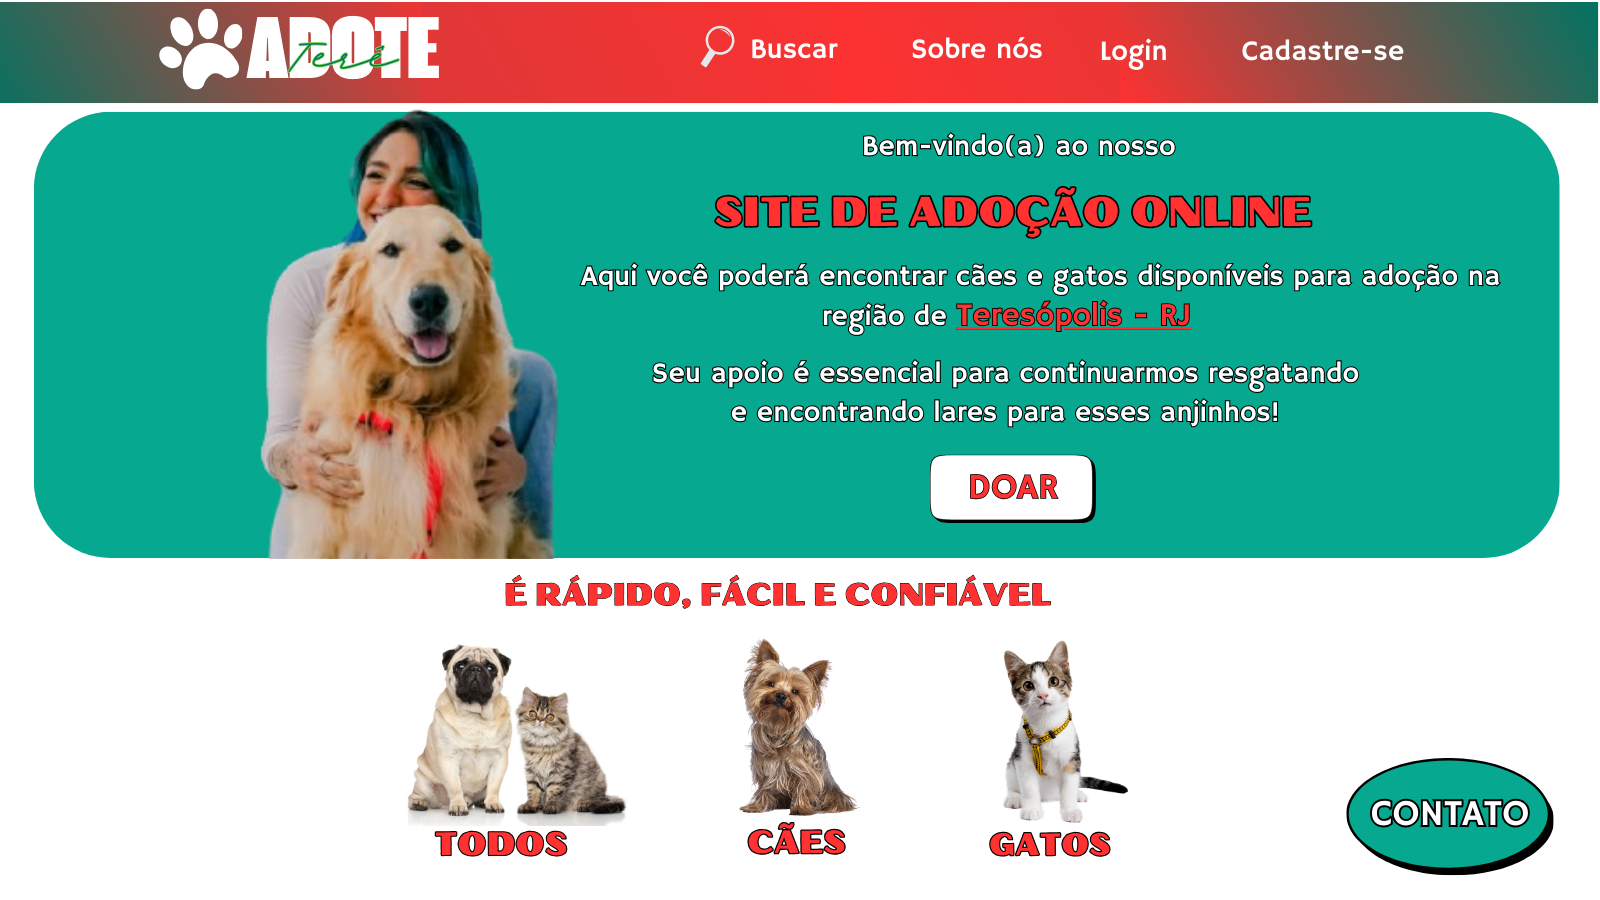 ADOTE
Terê
Buscar
Sobre nós
Login
Cadastre-se
Bem-vindo(a) ao nosso
SITE DE ADOÇÃO ONLINE
Aqui você poderá encontrar cães e gatos disponíveis para adoção na
região de Teresópolis - RJ
Seu apoio é essencial para continuarmos resgatando
e encontrando lares para esses anjinhos!
DOAR
É RÁPIDO, FÁCIL E CONFIÁVEL
TODOS
CÃES
GATOS
CONTATO